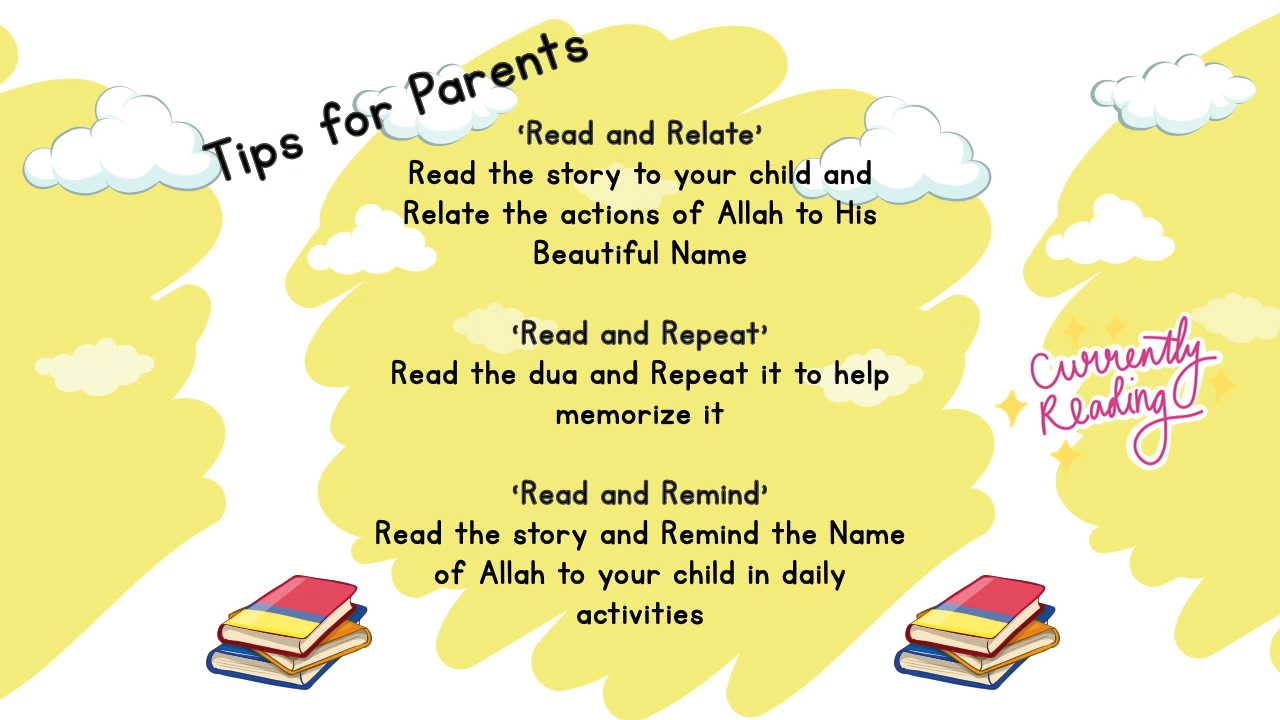 Tips for Parents
‘Read and Relate’
Read the story to your child and
Relate the actions of Allah to His
Beautiful Name
‘Read and Repeat’
Read the dua and Repeat it to help
memorize it
Currently
Reading
‘Read and Remind’
Read the story and Remind the Name
of Allah to your child in daily
activities